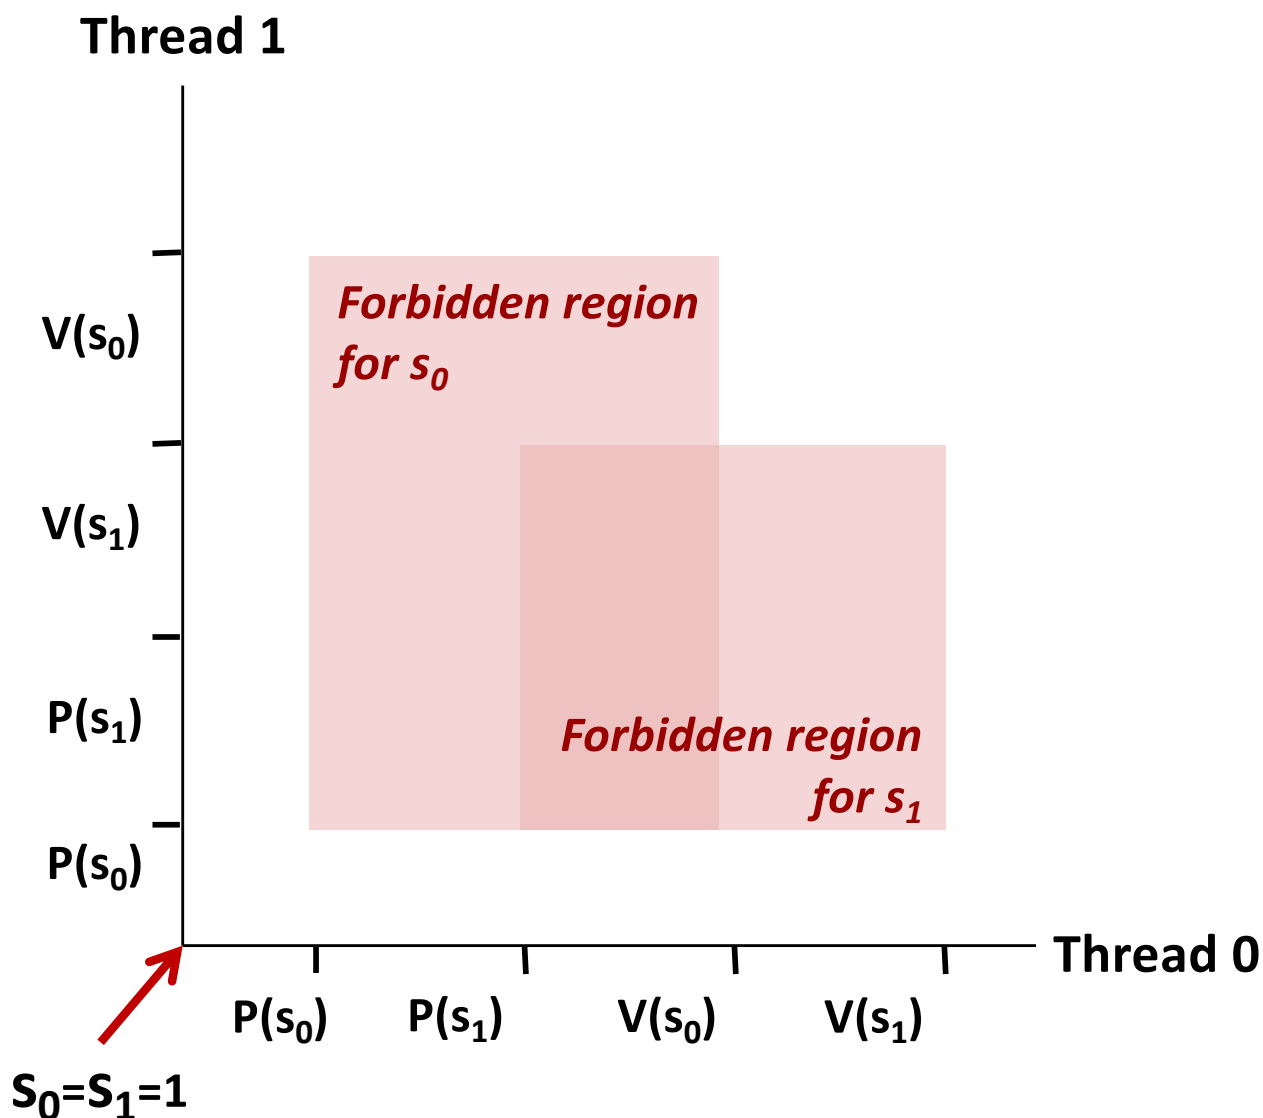 Thread 1
Forbidden region
for s₀
V(s₀)
V(s₁)
P(s₁)
Forbidden region
for s₁
P(s₀)
Thread 0
P(s₀) P(s₁) V(s₀) V(s₁)
S₀=S₁=1